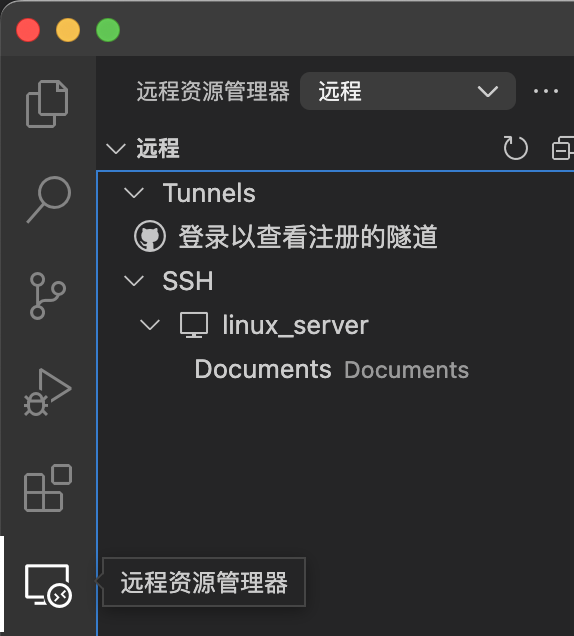 远程资源管理器 远程
远程
Tunnels
登录以查看注册的隧道
SSH
linux_server
Documents Documents
远程资源管理器